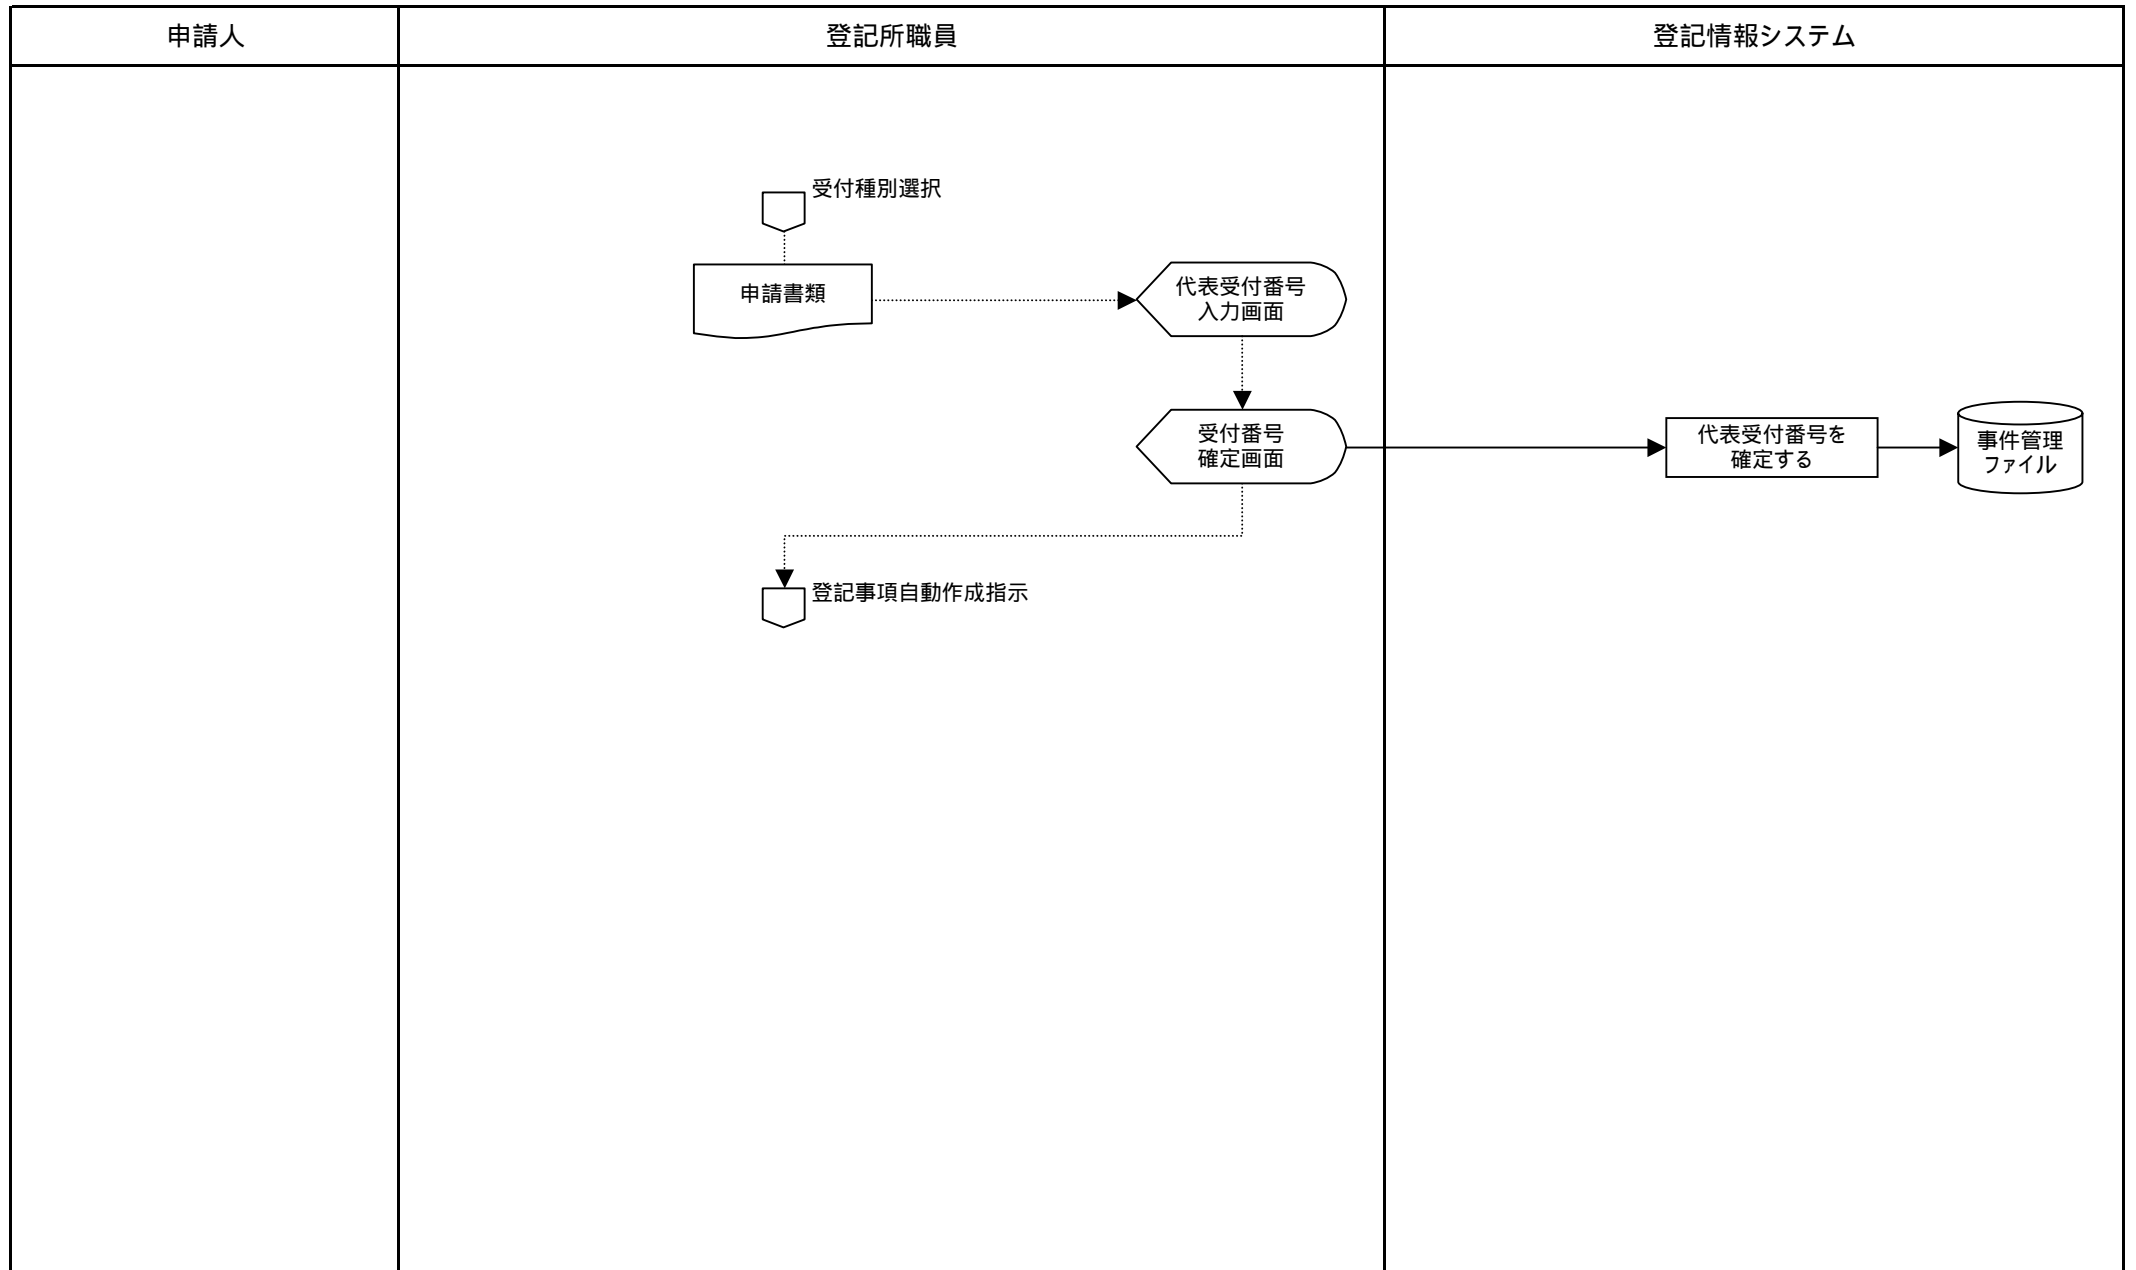 申請人
登記所職員
登記情報システム
受付種別選択
申請書類
代表受付番号
入力画面
受付番号
確定画面
代表受付番号を
確定する
事件管理
ファイル
登記事項自動作成指示